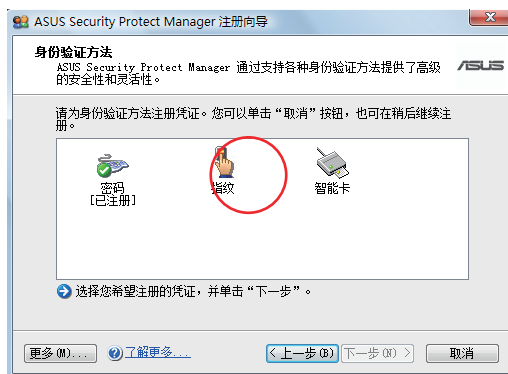 ASUS Security Protect Manager 注册向导
身份验证方法
ASUS Security Protect Manager 通过支持各种身份验证方法提供了高级
的安全性和灵活性。
ASUS
请为身份验证方法注册凭证。您可以单击“取消”按钮，也可在稍后继续注
册。
密码
[已注册]
指纹
智能卡
选择您希望注册的凭证，并单击“下一步”。
更多(M)...
了解更多...
< 上一步(B)
下一步(N) >
取消